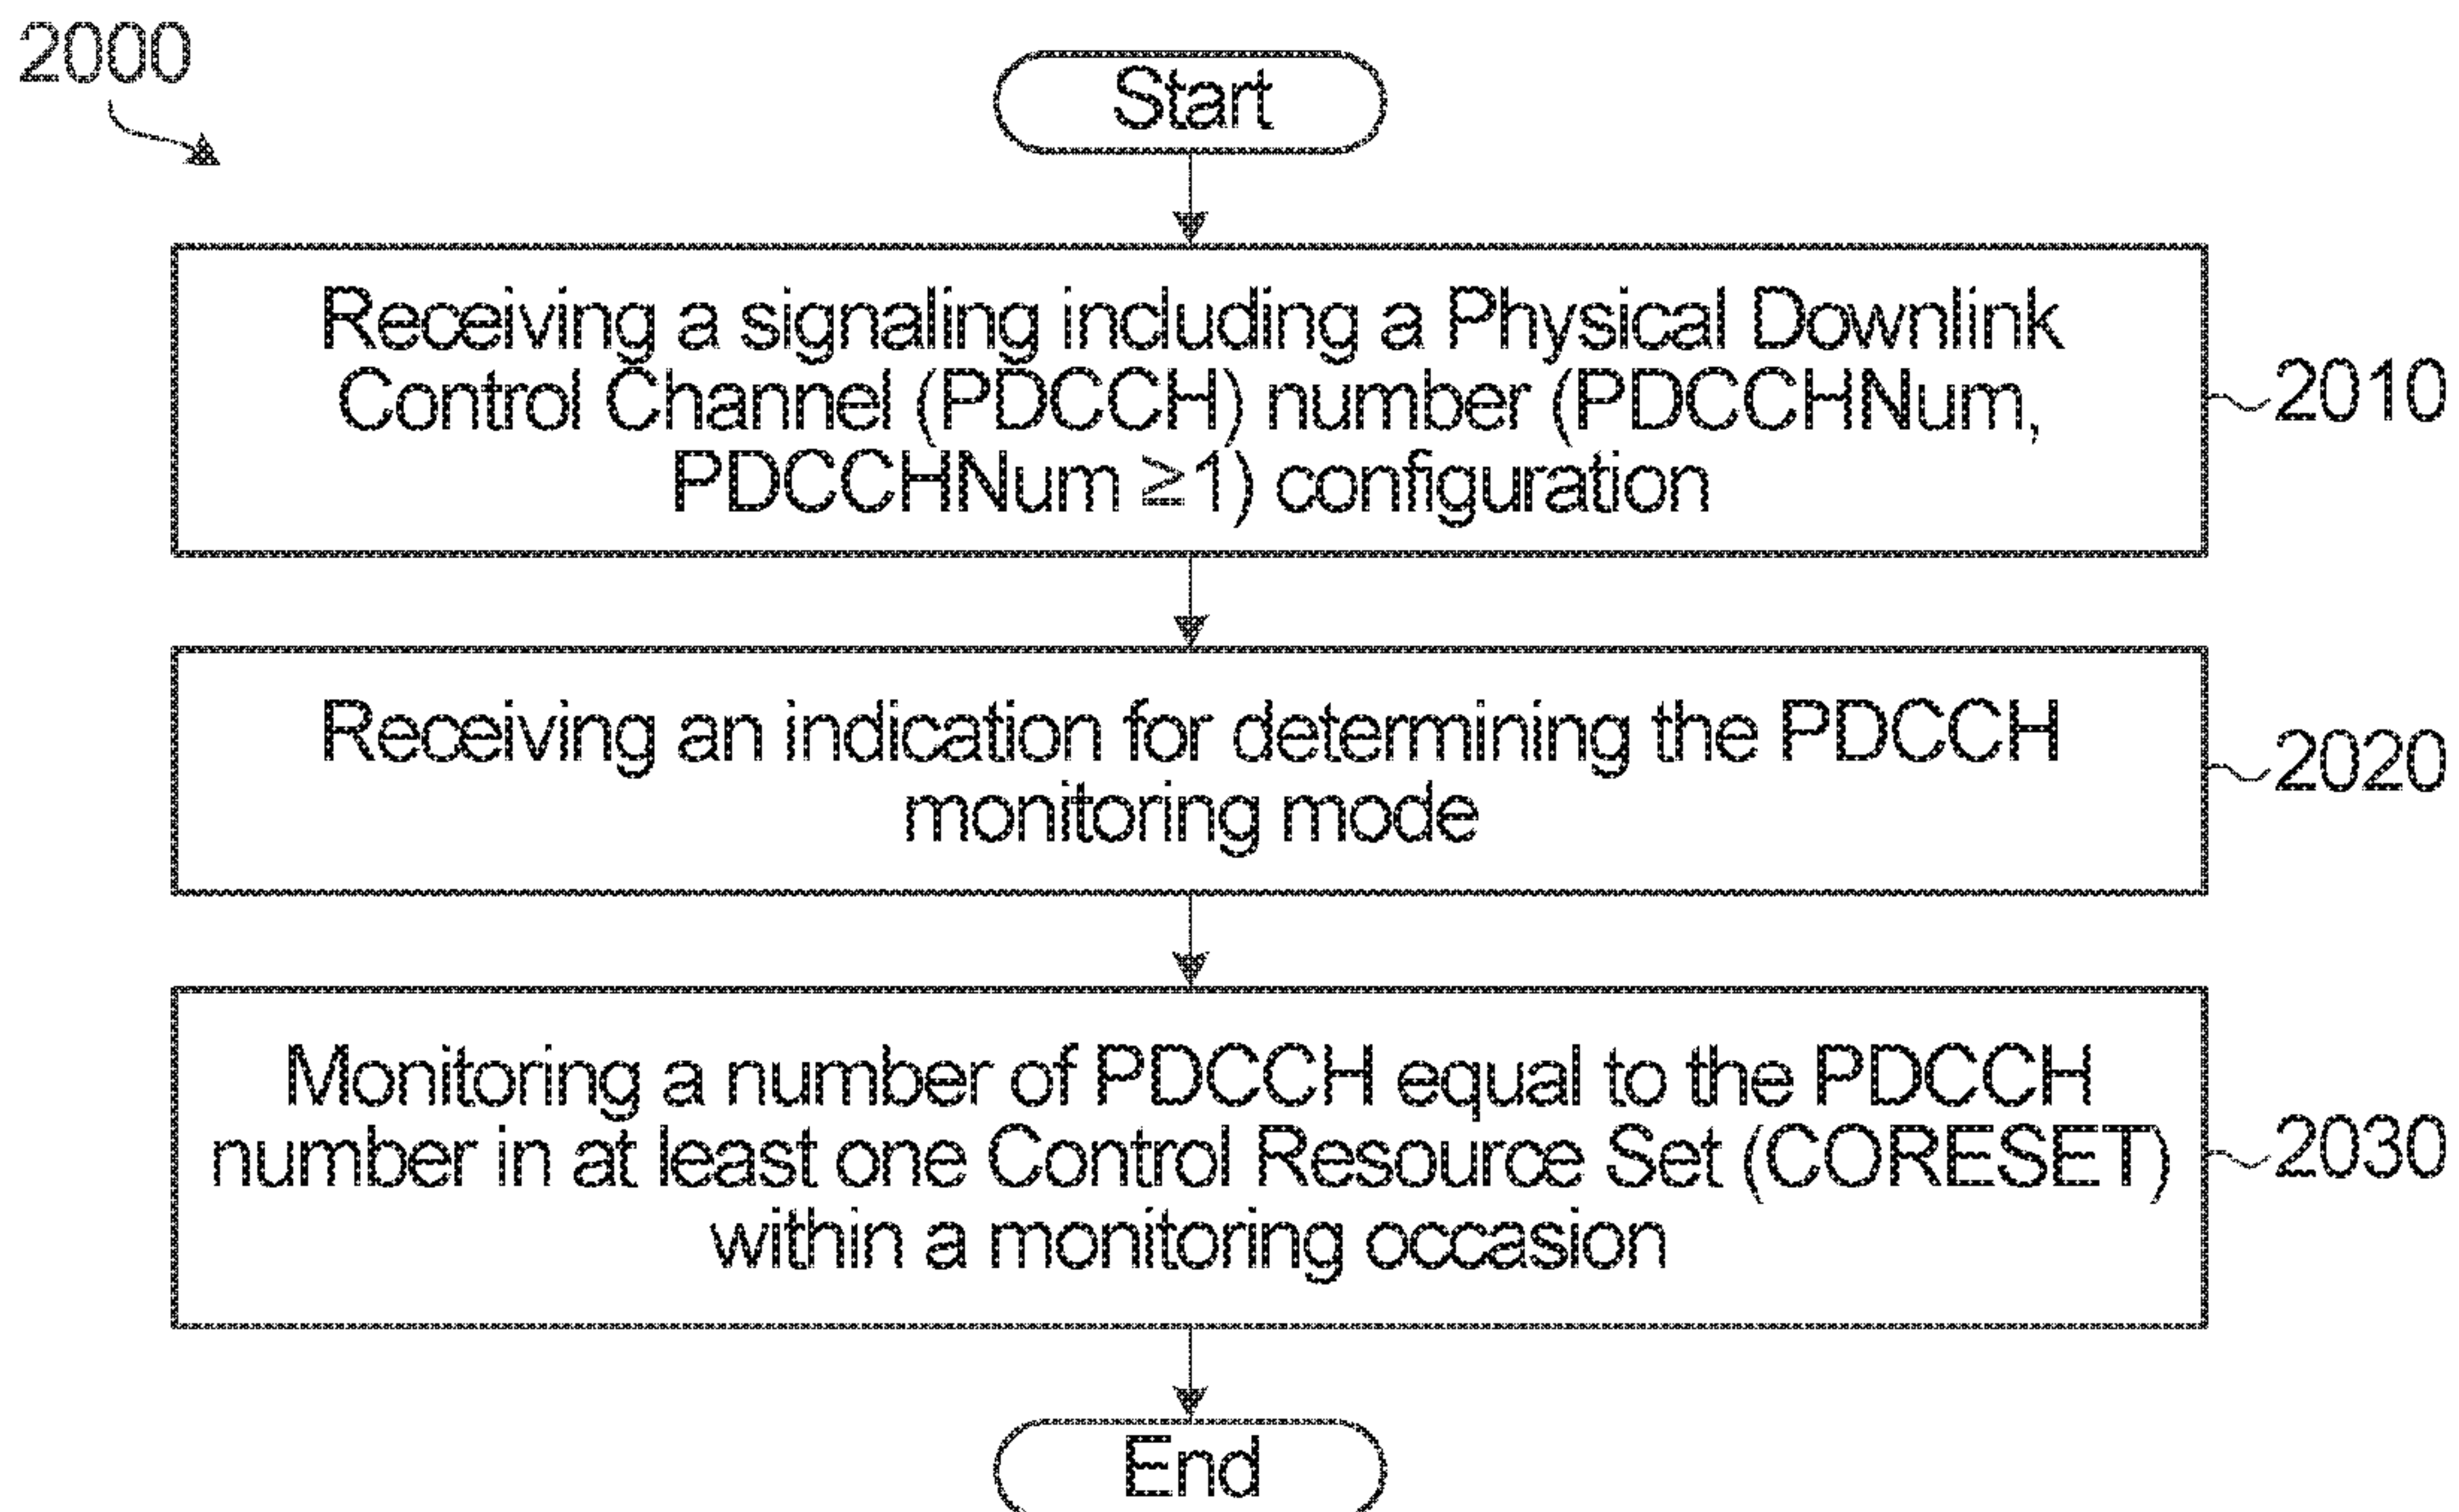 2000
Start
Receiving a signaling including a Physical Downlink
Control Channel (PDCCH) number (PDCCHNum,
PDCCHNum ≧1) configuration
2010
Receiving an indication for determining the PDCCH
monitoring mode
2020
Monitoring a number of PDCCH equal to the PDCCH
number in at least one Control Resource Set (CORESET)
within a monitoring occasion
2030
End